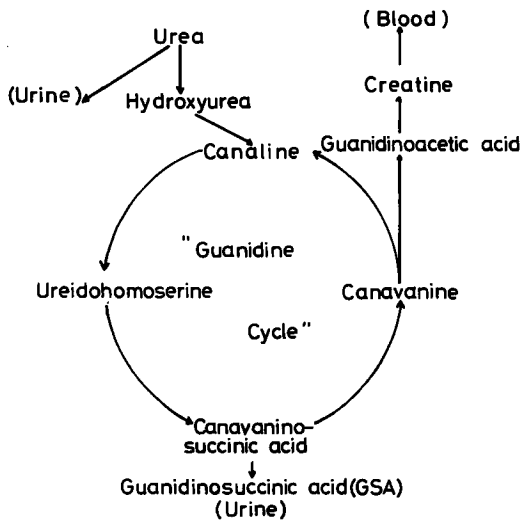 (Blood)
Urea
Creatine
(Urine)
Hydroxyurea
Guanidinoacetic acid
Canaline
"Guanidine
Ureidohomoserine
Canavanine
Cycle"
Canavanino-
succinic acid
Guanidinosuccinic acid(GSA)
(Urine)